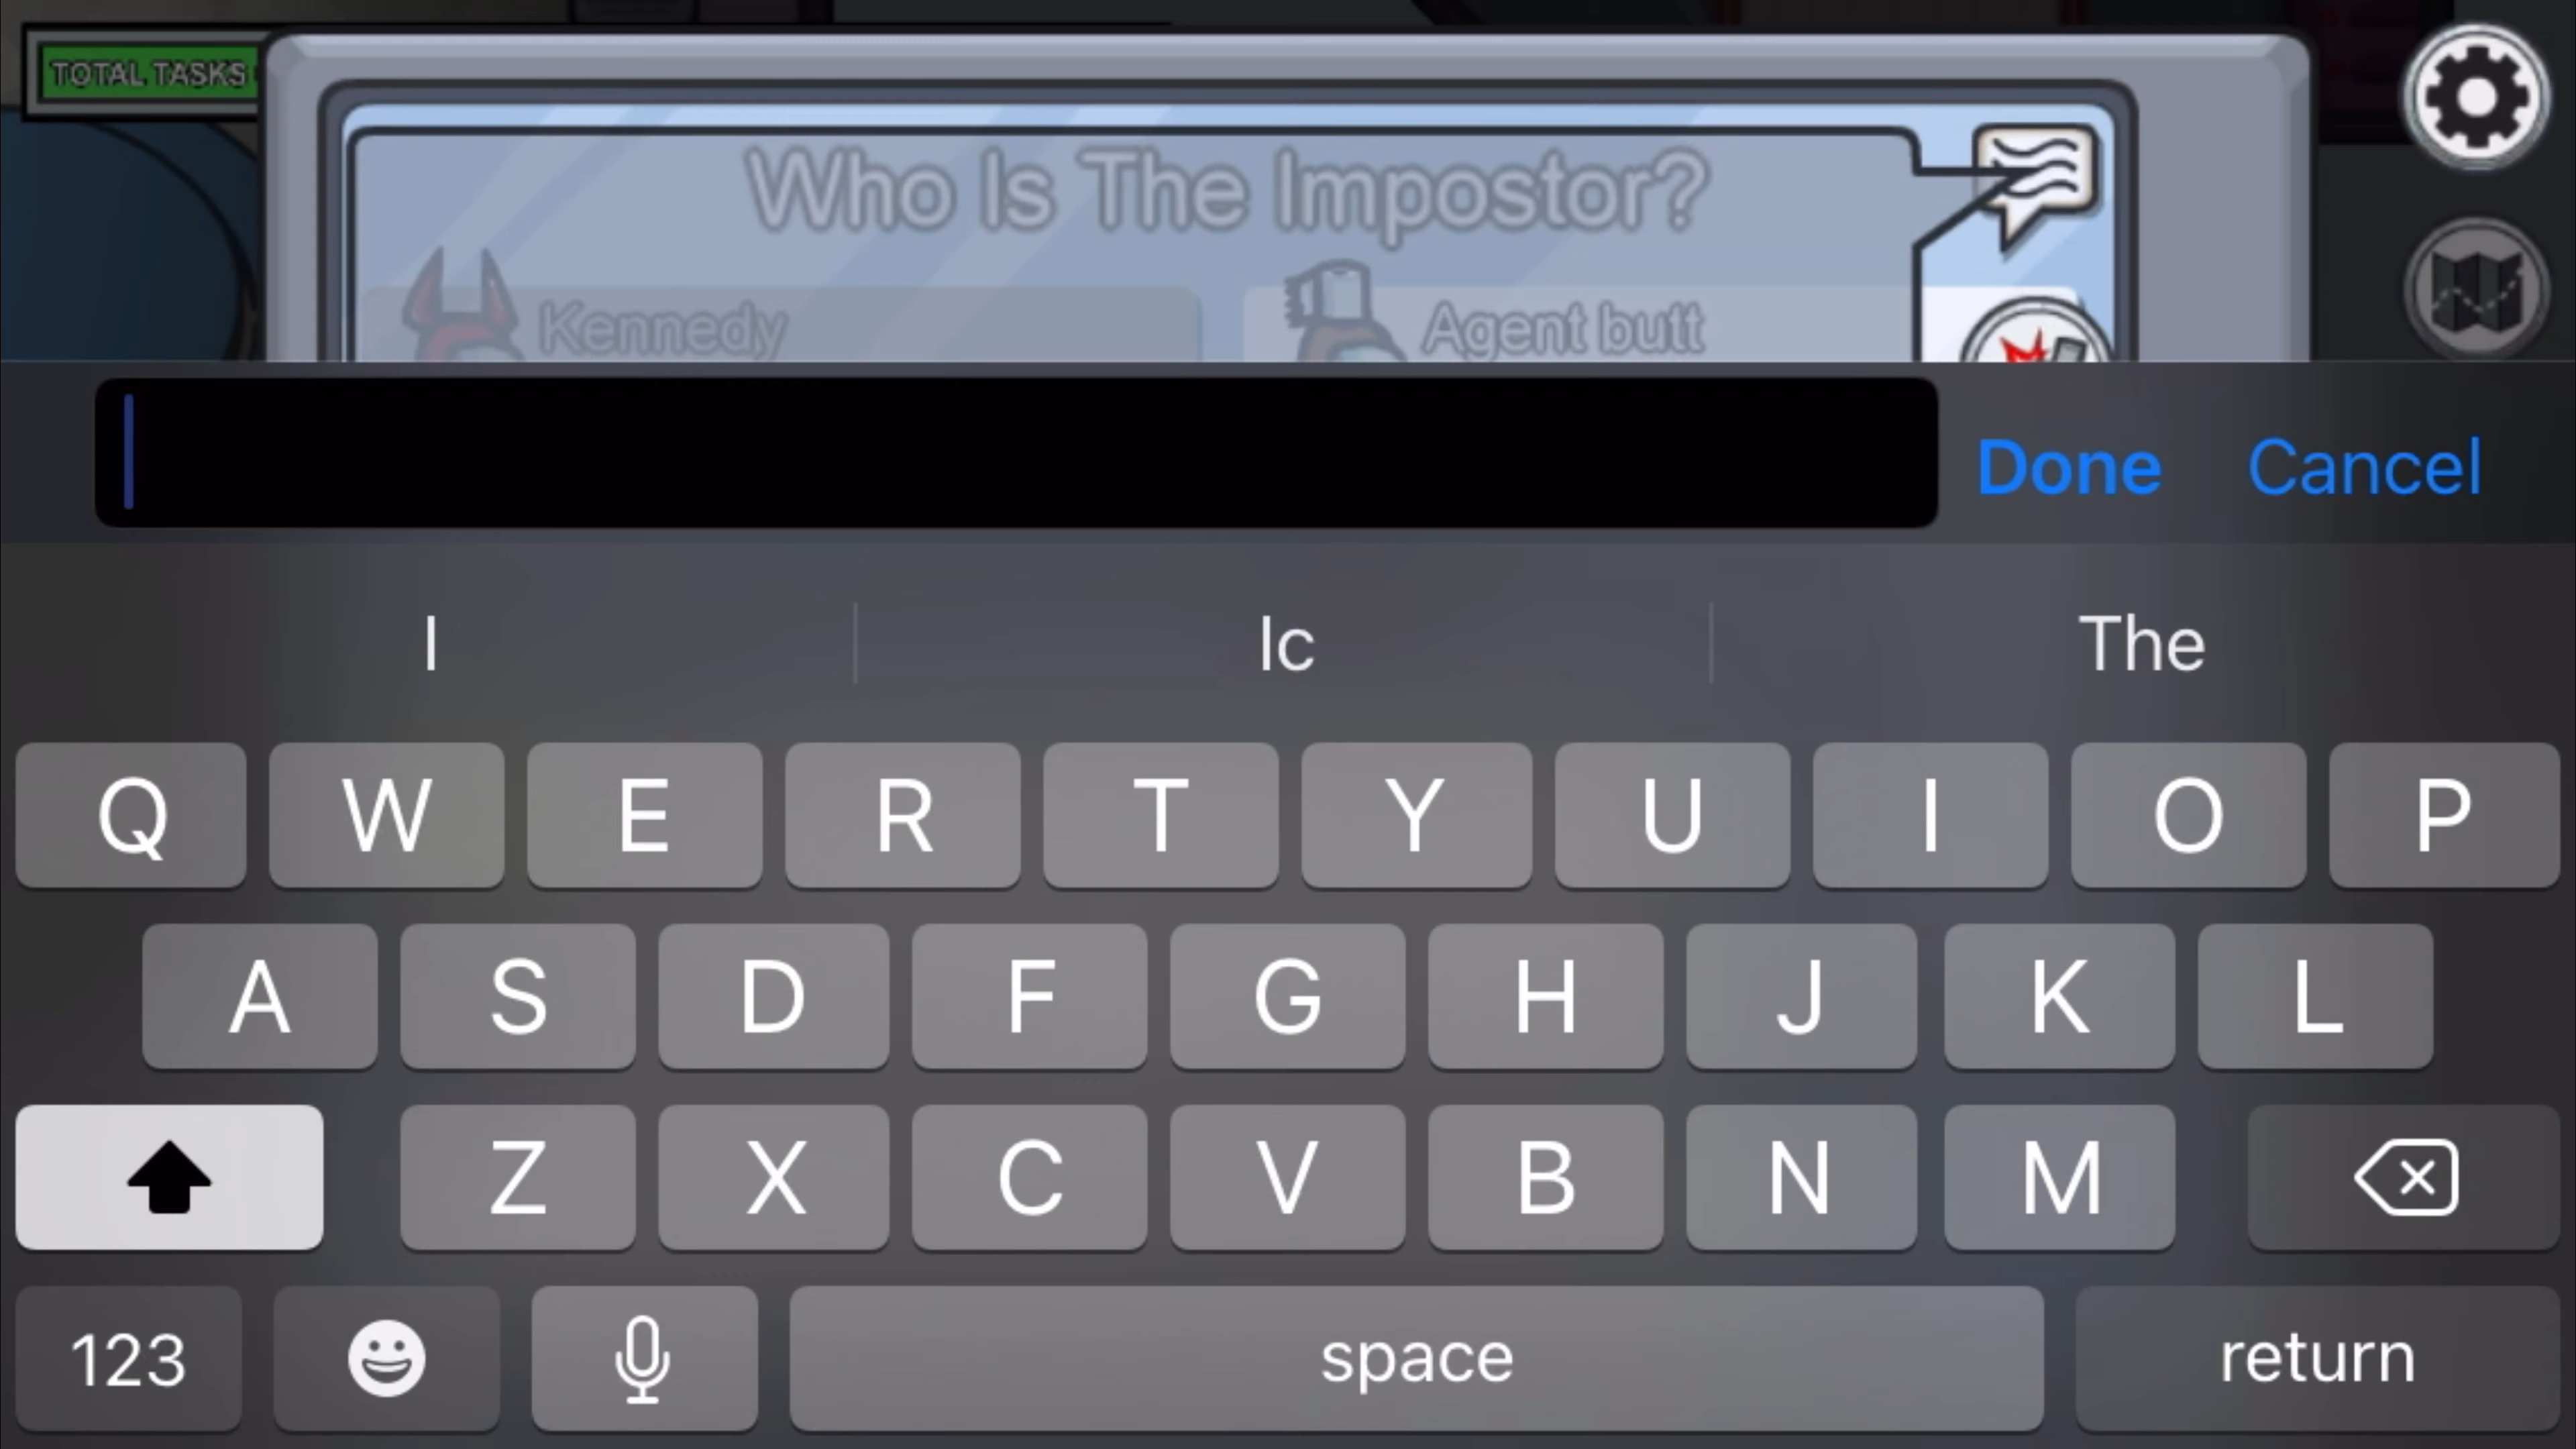 TOTAL TASKS
Who Is The Impostor?
Kennedy
Agent butt
Done Cancel
I Ic The
Q W E R T Y U I O P
A S D F G H J K L
Z X C V B N M
123 space return